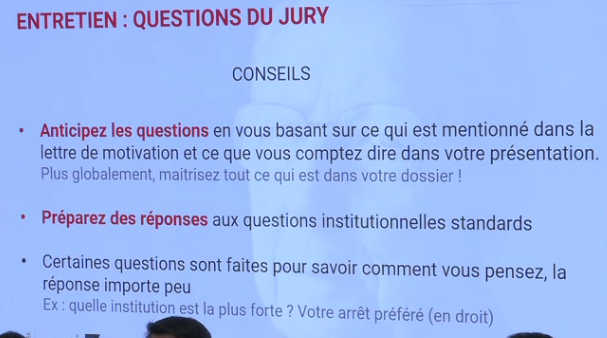 ENTRETIEN : QUESTIONS DU JURY
CONSEILS
• Anticipez les questions en vous basant sur ce qui est mentionné dans la
lettre de motivation et ce que vous comptez dire dans votre présentation.
Plus globalement, maitrisez tout ce qui est dans votre dossier !
• Préparez des réponses aux questions institutionnelles standards
• Certaines questions sont faites pour savoir comment vous pensez, la
réponse importe peu
Ex : quelle institution est la plus forte ? Votre arrêt préféré (en droit)